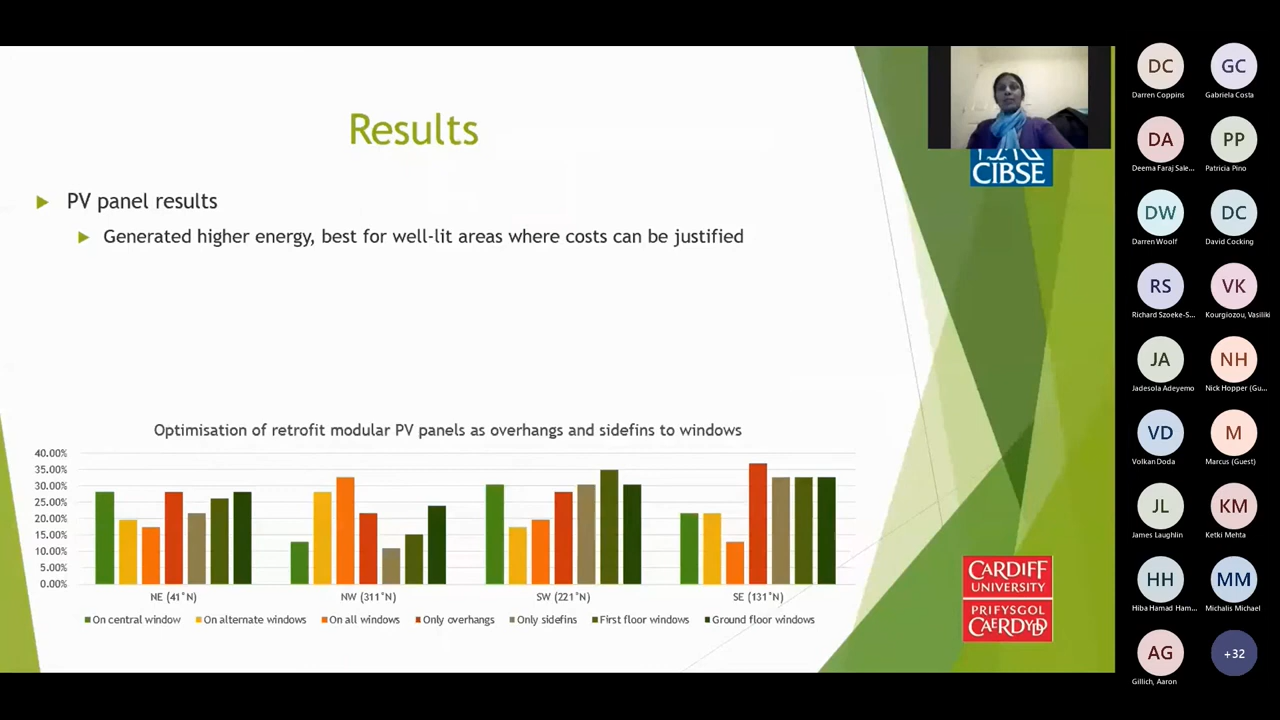 Results
PV panel results
Generated higher energy, best for well-lit areas where costs can be justified
CIBSE
Optimisation of retrofit modular PV panels as overhangs and sidefins to windows
40.00%
35.00%
30.00%
25.00%
20.00%
15.00%
10.00%
5.00%
0.00%
NE (41°N)
NW (311°N)
SW (221°N)
SE (131°N)
On central window
On alternate windows
On all windows
Only overhangs
Only sidefins
First floor windows
Ground floor windows
CARDIFF
UNIVERSITY
PRIFYSGOL
CAERDYDD
DC
Darren Coppins
GC
Gabriela Costa
DA
Deema Faraj Sale...
PP
Patricia Pino
DW
Darren Woolf
DC
David Cocking
RS
Richard Szoeke-S...
VK
Kourgiozou, Vasiliki
JA
Jadesola Adeyemo
NH
Nick Hopper (Gu...
VD
Volkan Doda
M
Marcus (Guest)
JL
James Laughlin
KM
Ketki Mehta
HH
Hiba Hamad Ham...
MM
Michalis Michael
AG
Gillich, Aaron
+32